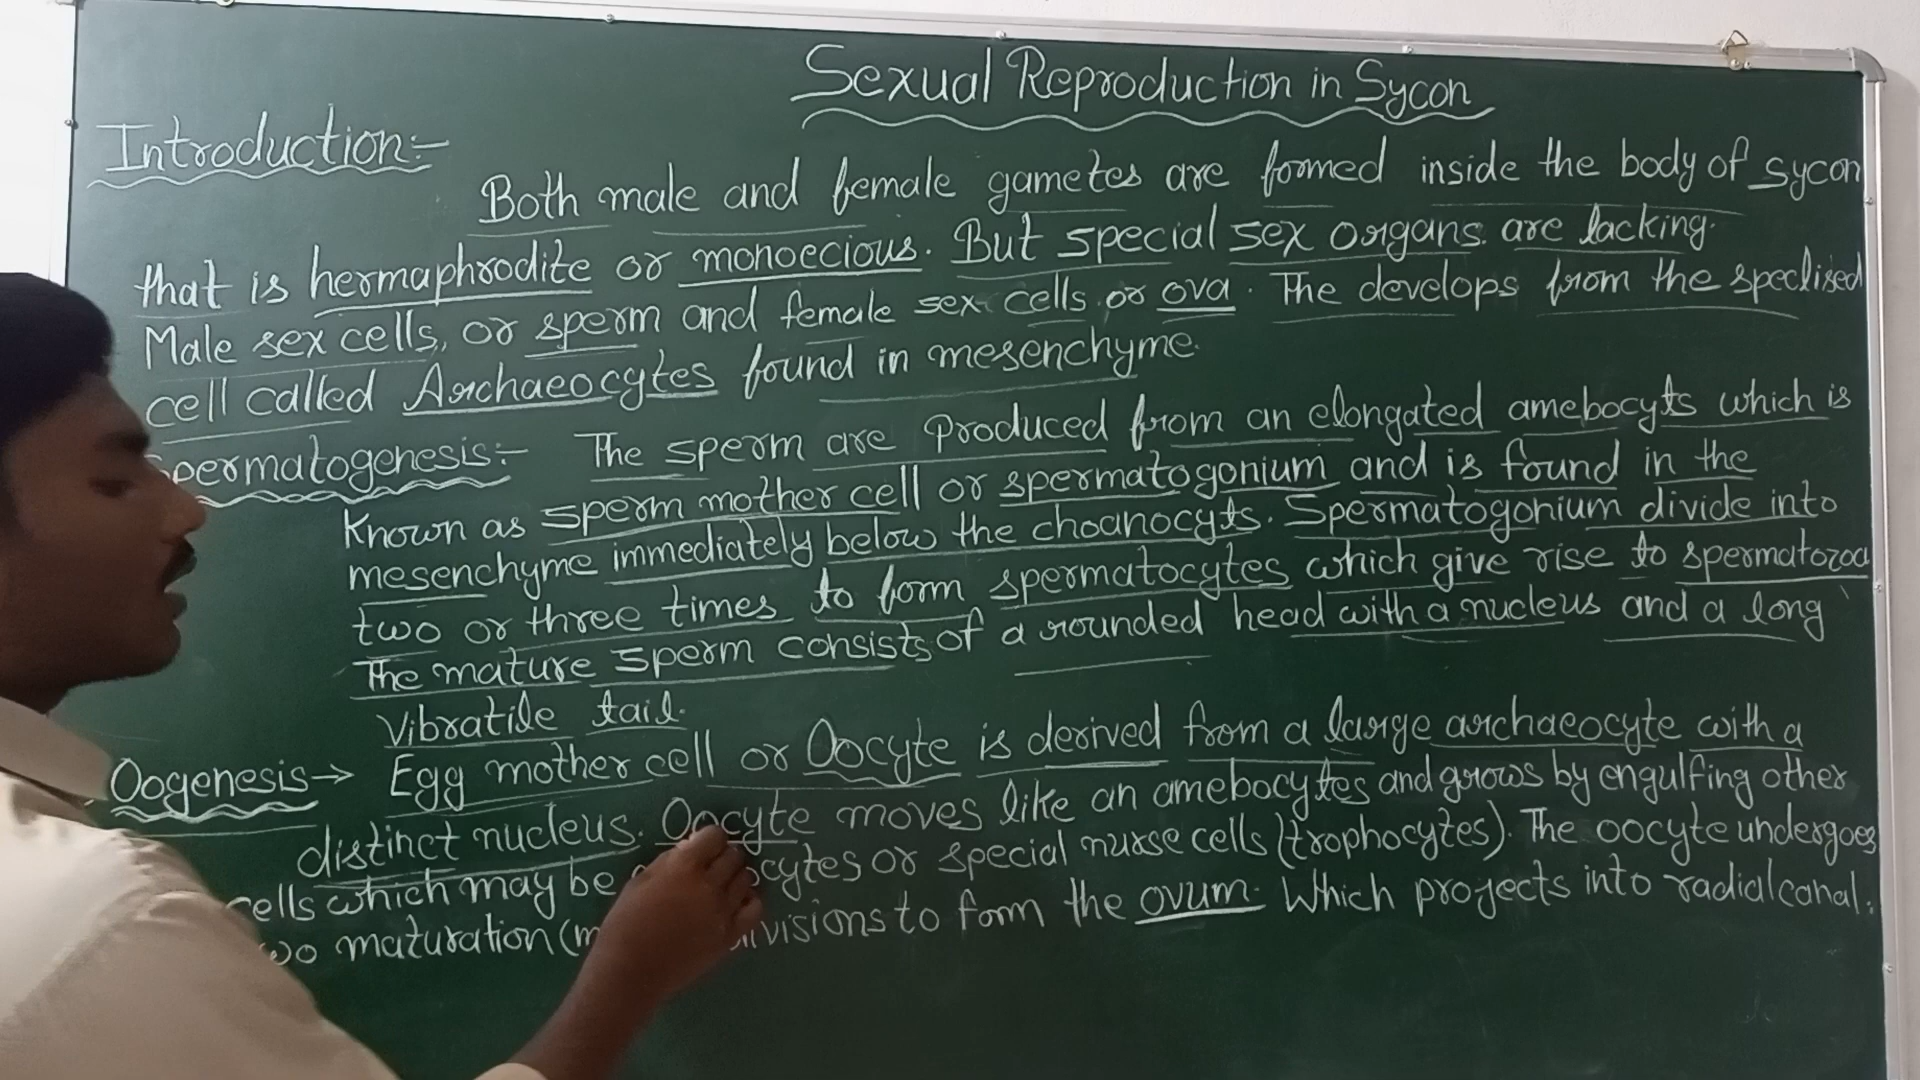 Sexual Reproduction in Sycon
Introduction:-
Both male and female gametes are formed inside the body of sycon
that is hermaphrodite or monoecious. But special sex organs are lacking.
Male sex cells, or sperm and female sex cells or ova. The develops from the speclised
cell called Archaeocytes found in mesenchyme.
permatogenesis:- The sperm are produced from an elongated amebocyts which is
Known as sperm mother cell or spermatogonium and is found in the
mesenchyme immediately below the choanocyts. Spermatogonium divide into
two or three times to form spermatocytes which give rise to spermatozoa
The mature sperm consists of a rounded head with a nucleus and a long
Vibratile tail.
Oogenesis→ Egg mother cell or Oocyte is derived from a large archaeocyte with a
distinct nucleus. Oocyte moves like an amebocytes and grows by engulfing other
cells which may be or special nurse cells (trophocytes). The oocyte undergoes
maturation to form the ovum. Which projects into radial canal.